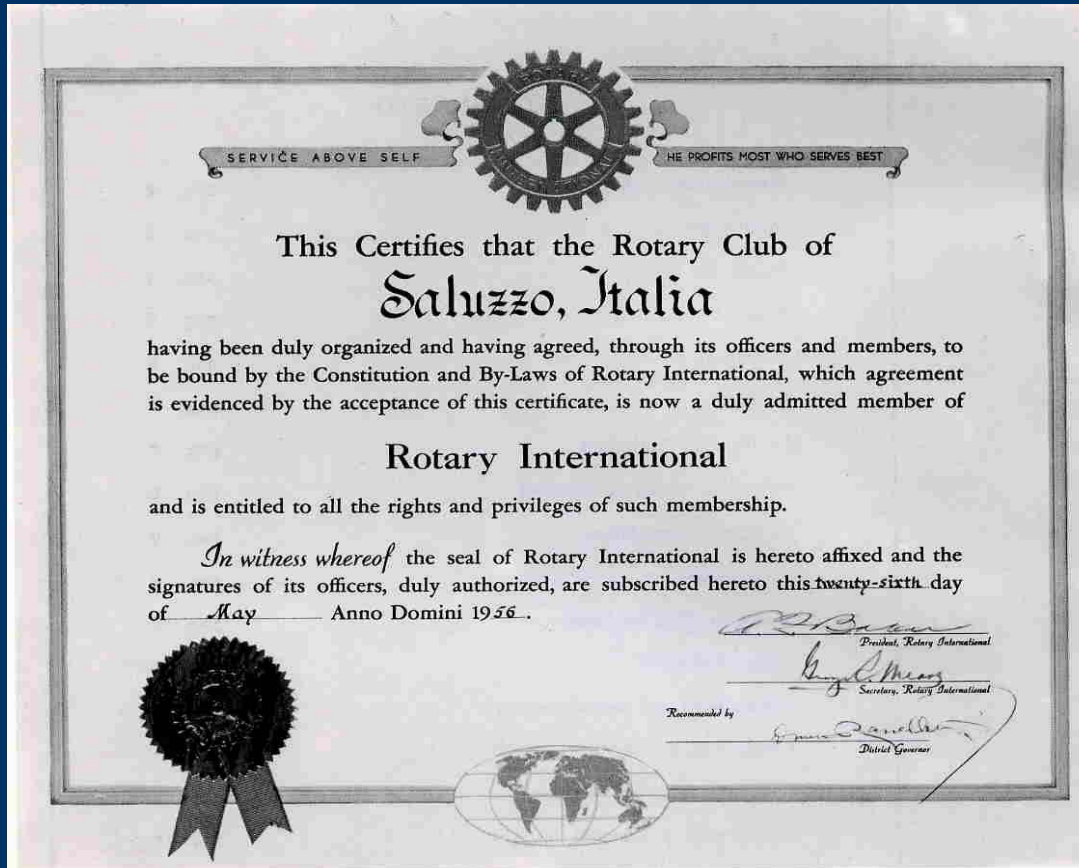 ROTARY
INTERNATIONAL
SERVICE ABOVE SELF
HE PROFITS MOST WHO SERVES BEST
This Certifies that the Rotary Club of
Saluzzo, Italia
having been duly organized and having agreed, through its officers and members, to
be bound by the Constitution and By-Laws of Rotary International, which agreement
is evidenced by the acceptance of this certificate, is now a duly admitted member of
Rotary International
and is entitled to all the rights and privileges of such membership.
In witness whereof the seal of Rotary International is hereto affixed and the
signatures of its officers, duly authorized, are subscribed hereto this twenty-sixth day
of May Anno Domini 1956.
President, Rotary International
Secretary, Rotary International
Recommended by
District Governor